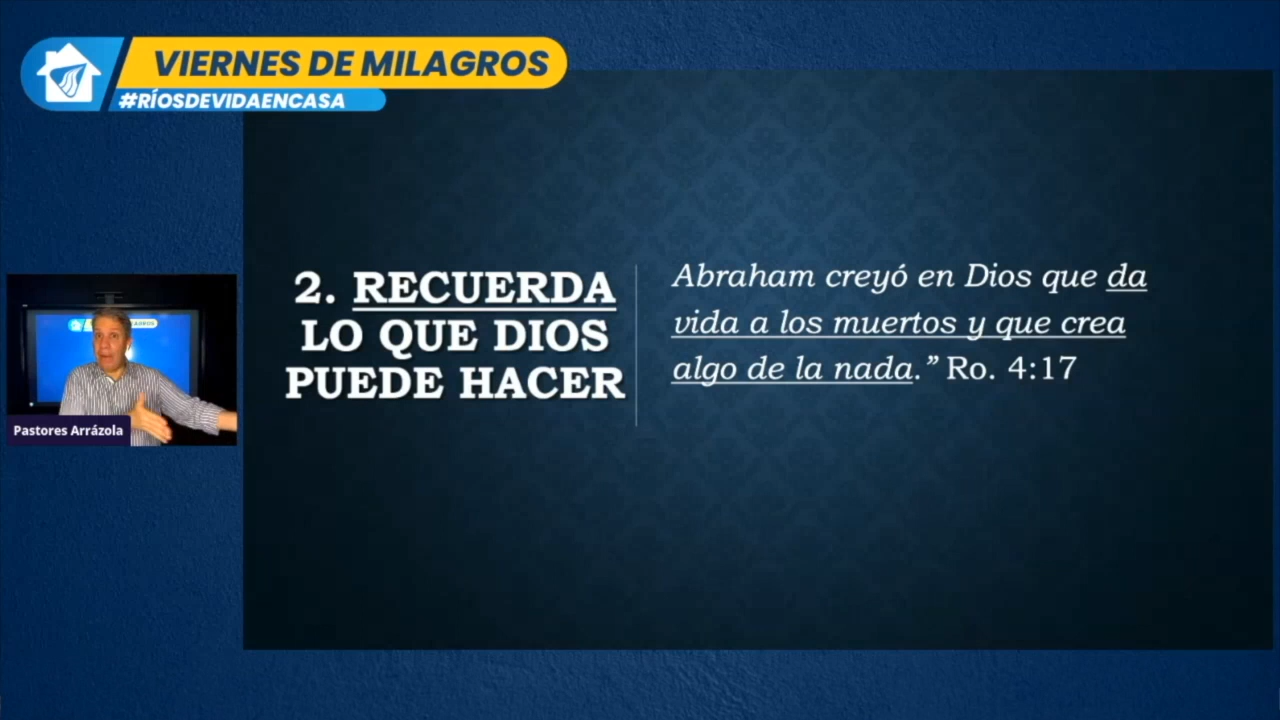 VIERNES DE MILAGROS
#RÍOSDEVIDAENCASA
2. RECUERDA
LO QUE DIOS
PUEDE HACER
Abraham creyó en Dios que da
vida a los muertos y que crea
algo de la nada.” Ro. 4:17
Pastores Arrázola